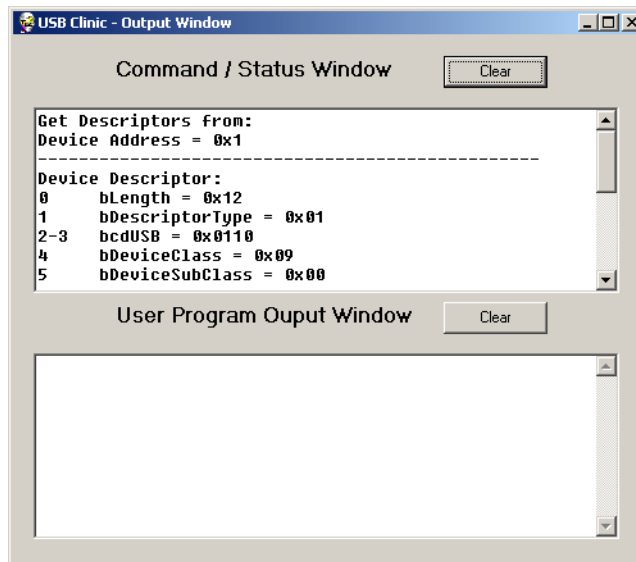 USB Clinic - Output Window
Command / Status Window
Clear
Get Descriptors from:
Device Address = 0x1
-------------------------------------------------
Device Descriptor:
0 bLength = 0x12
1 bDescriptorType = 0x01
2-3 bcdUSB = 0x0110
4 bDeviceClass = 0x09
5 bDeviceSubClass = 0x00
User Program Ouput Window
Clear